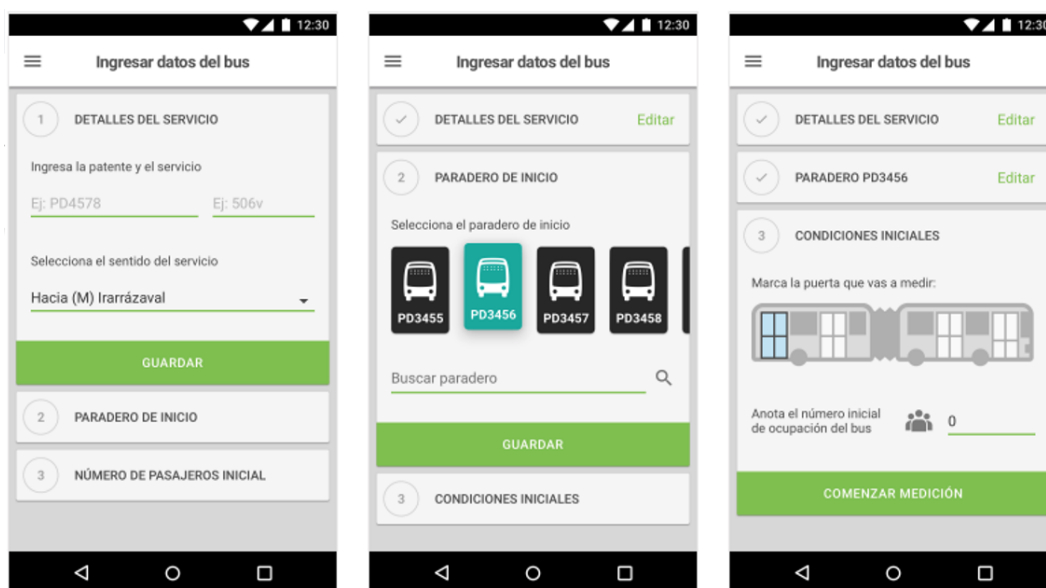 12:30
Ingresar datos del bus
1 DETALLES DEL SERVICIO
Ingresa la patente y el servicio
Ej: PD4578 Ej: 506v
Selecciona el sentido del servicio
Hacia (M) Irarrázaval
GUARDAR
2 PARADERO DE INICIO
3 NÚMERO DE PASAJEROS INICIAL
12:30
Ingresar datos del bus
DETALLES DEL SERVICIO Editar
2 PARADERO DE INICIO
Selecciona el paradero de inicio
PD3455 PD3456 PD3457 PD3458
Buscar paradero
GUARDAR
3 CONDICIONES INICIALES
12:30
Ingresar datos del bus
DETALLES DEL SERVICIO Editar
PARADERO PD3456 Editar
3 CONDICIONES INICIALES
Marca la puerta que vas a medir:
Anota el número inicial
de ocupación del bus 0
COMENZAR MEDICIÓN